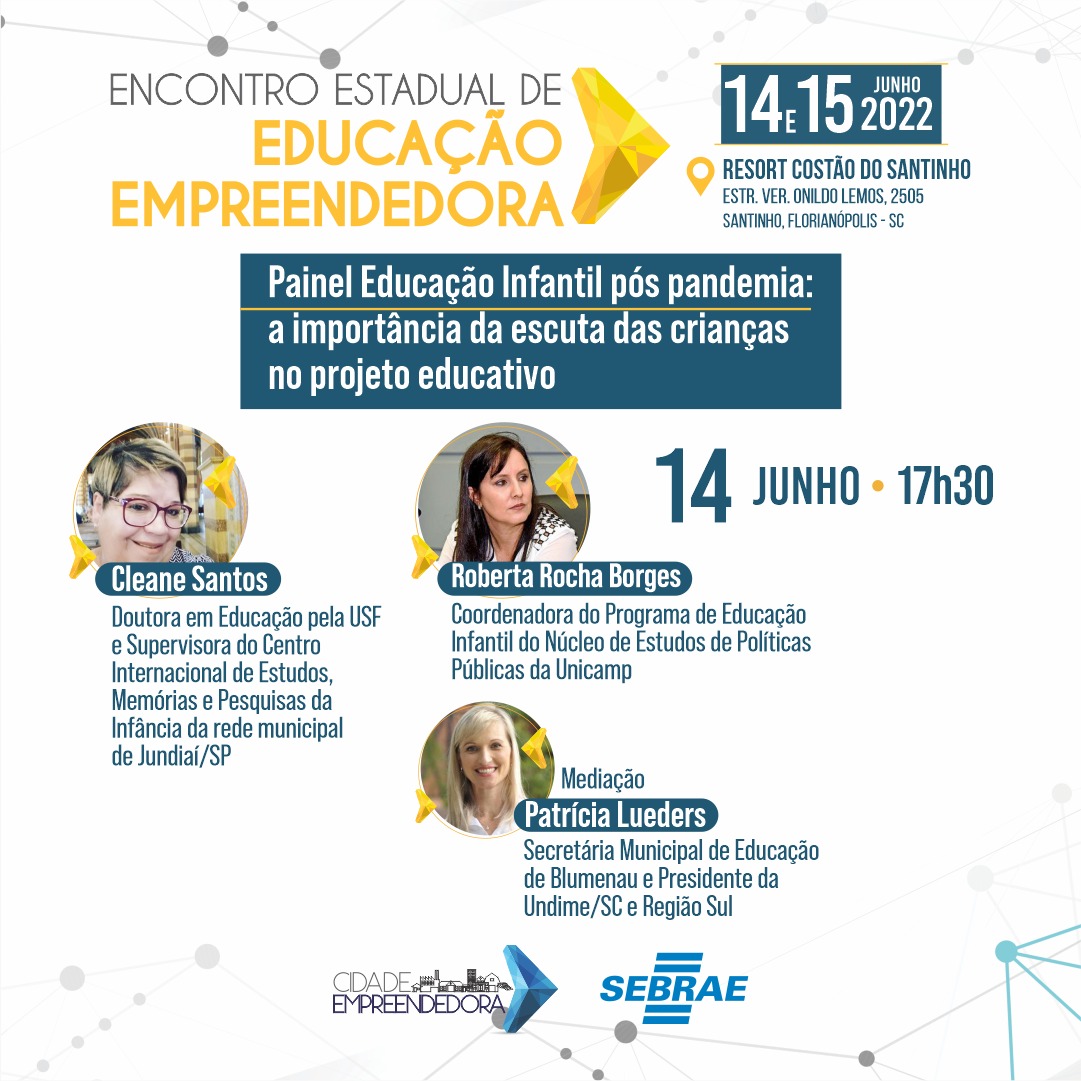 ENCONTRO ESTADUAL DE
EDUCAÇÃO
EMPREENDEDORA
14 E 15 JUNHO 2022
RESORT COSTÃO DO SANTINHO
ESTR. VER. ONILDO LEMOS, 2505
SANTINHO, FLORIANÓPOLIS - SC
Painel Educação Infantil pós pandemia:
a importância da escuta das crianças
no projeto educativo
14 JUNHO • 17h30
Cleane Santos
Doutora em Educação pela USF
e Supervisora do Centro
Internacional de Estudos,
Memórias e Pesquisas da
Infância da rede municipal
de Jundiaí/SP
Roberta Rocha Borges
Coordenadora do Programa de Educação
Infantil do Núcleo de Estudos de Políticas
Públicas da Unicamp
Mediação
Patrícia Lueders
Secretária Municipal de Educação
de Blumenau e Presidente da
Undime/SC e Região Sul
CIDADE
EMPREENDEDORA
SEBRAE